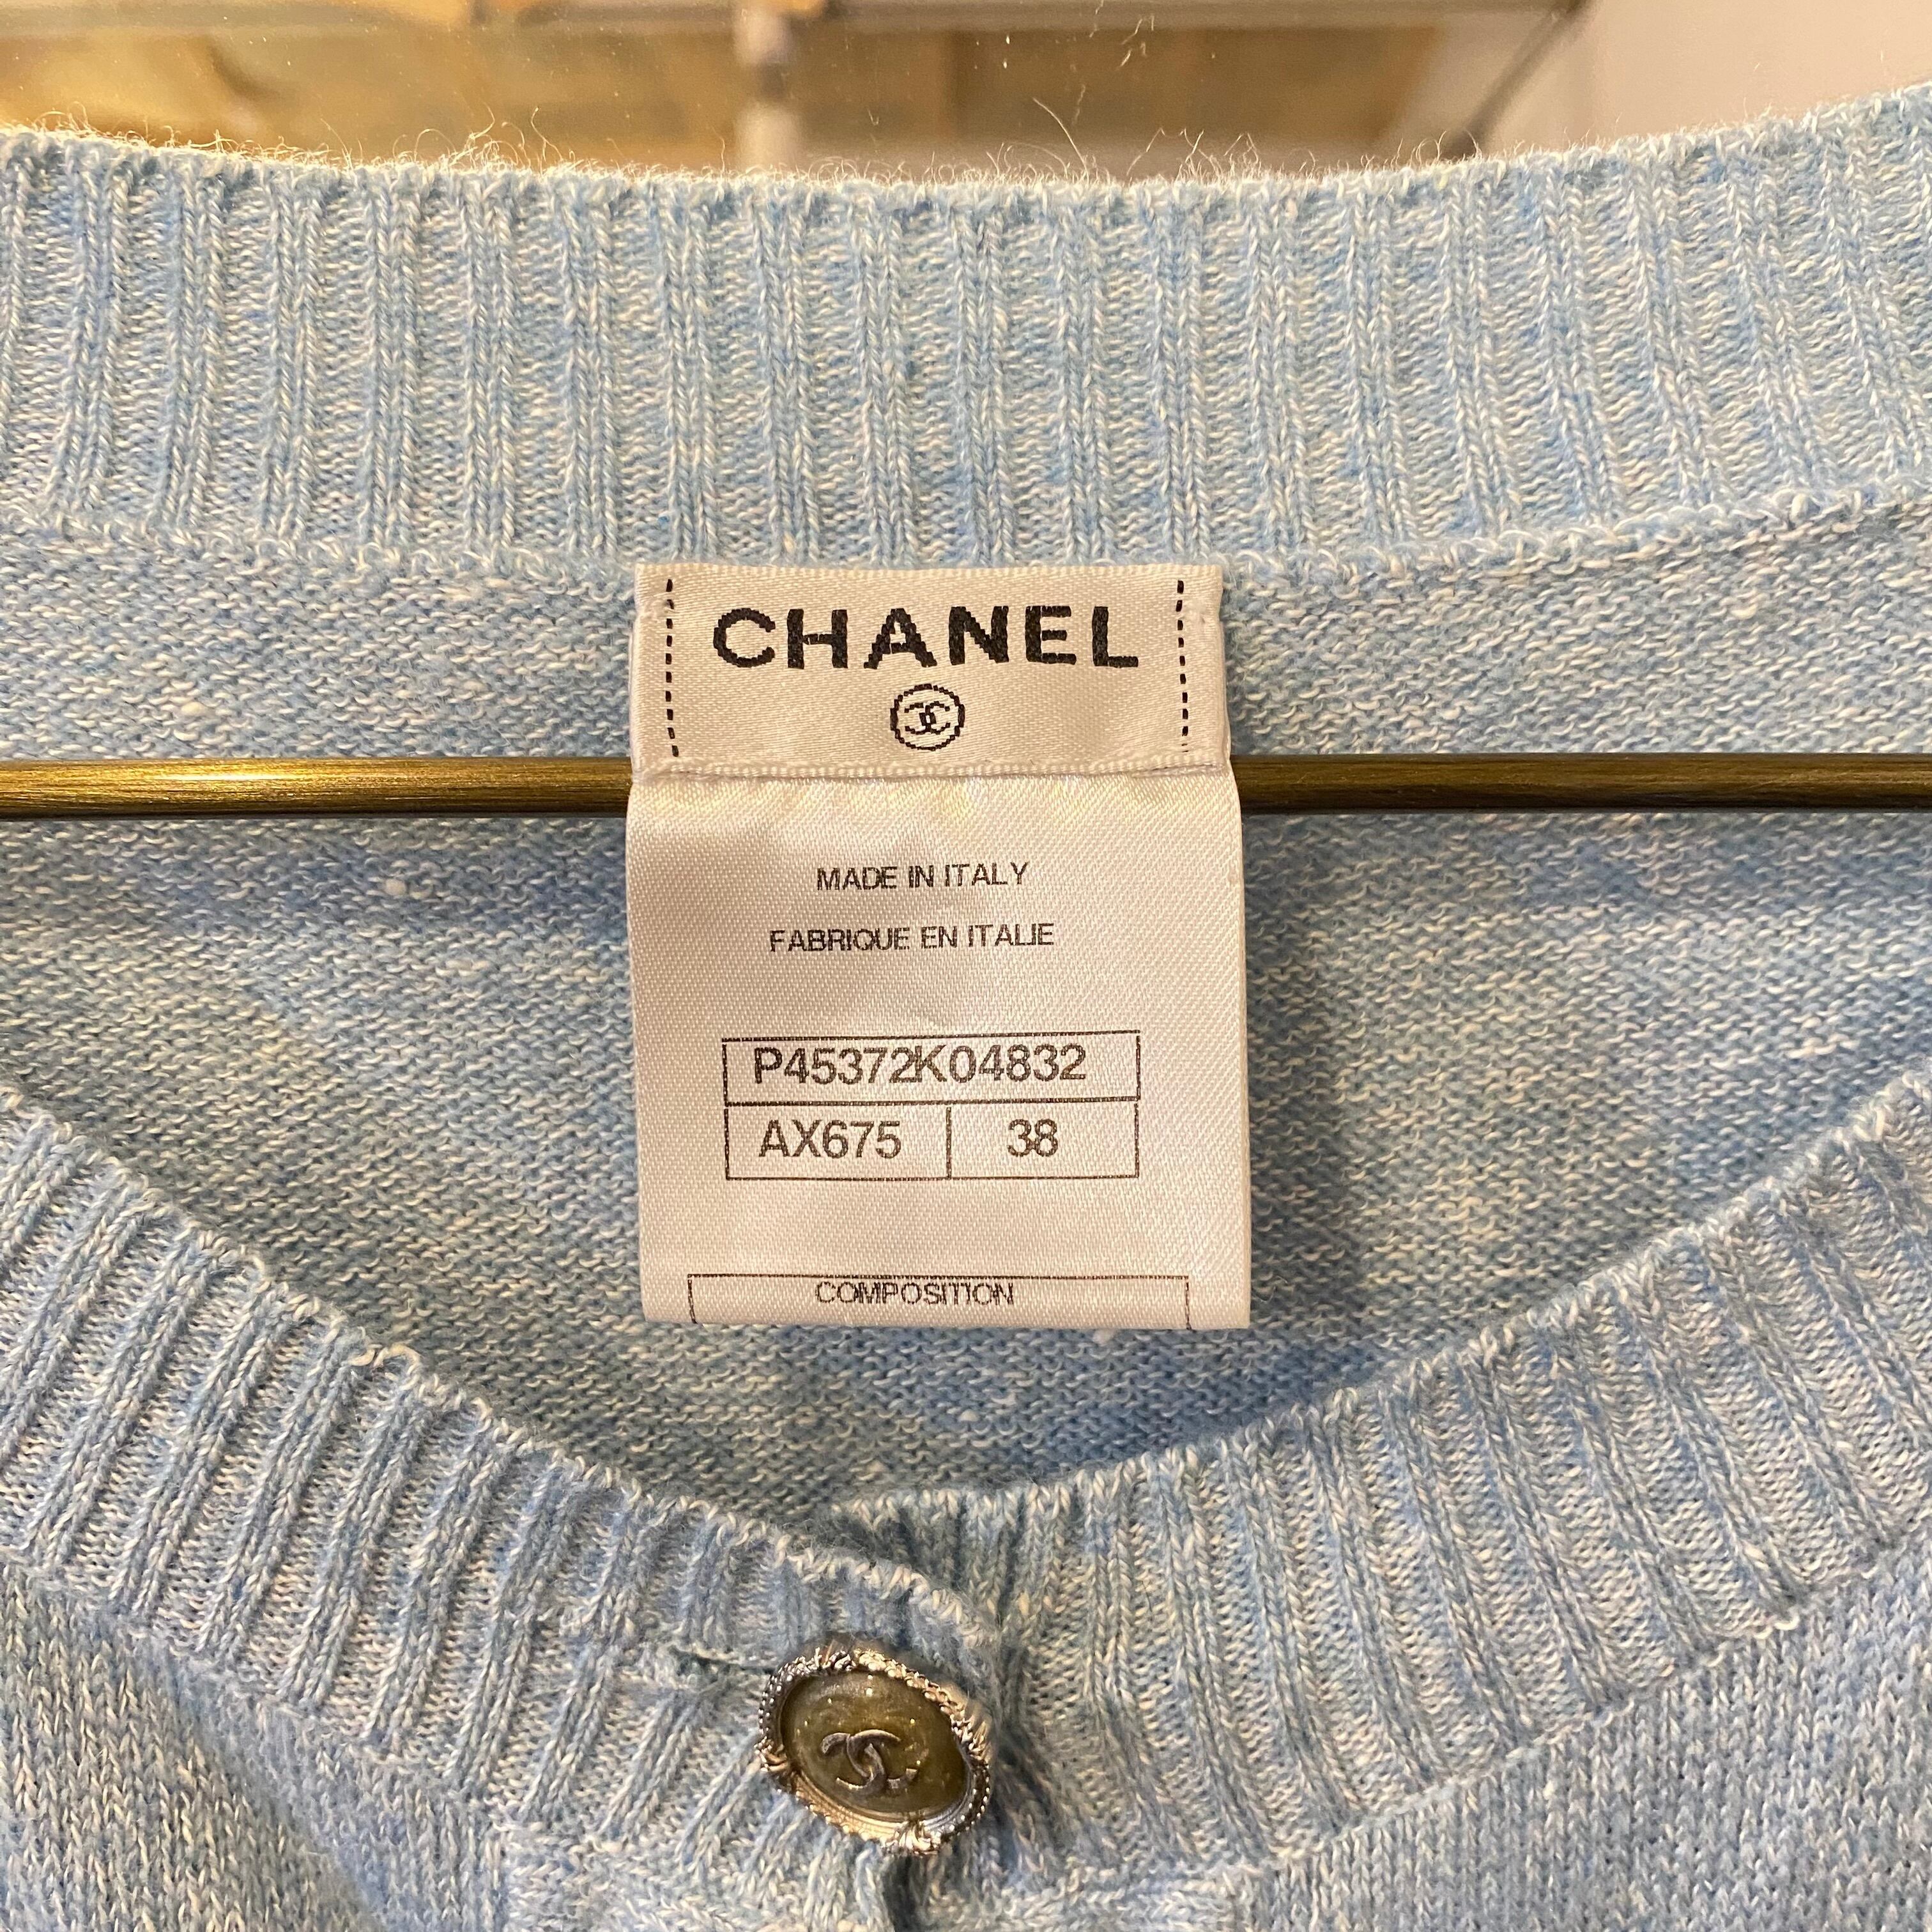 CHANEL
MADE IN ITALY
FABRIQUE EN ITALIE
P45372K04832
AX675 38
COMPOSITION